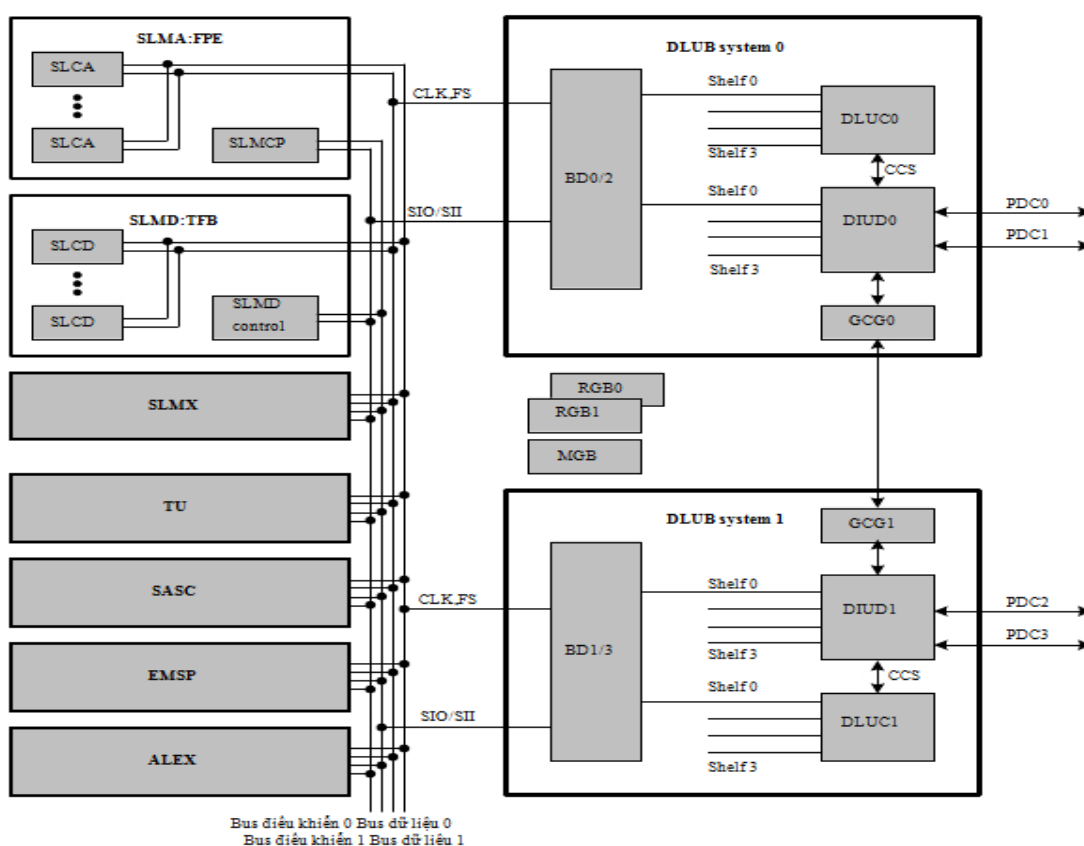 SLMA:FPE
SLCA
SLCA
SLMCP
SLMD:TFB
SLCD
SLCD
SLMD
control
SLMX
TU
SASC
EMSP
ALEX
CLK,FS
SIO/SII
CLK,FS
SIO/SII
Bus điều khiển 0 Bus dữ liệu 0
Bus điều khiển 1 Bus dữ liệu 1
DLUB system 0
BD0/2
Shelf 0
Shelf 3
DLUC0
CCS
Shelf 0
Shelf 3
DIUD0
GCG0
PDC0
PDC1
RGB0
RGB1
MGB
DLUB system 1
GCG1
BD1/3
Shelf 0
Shelf 3
DIUD1
CCS
Shelf 0
Shelf 3
DLUC1
PDC2
PDC3